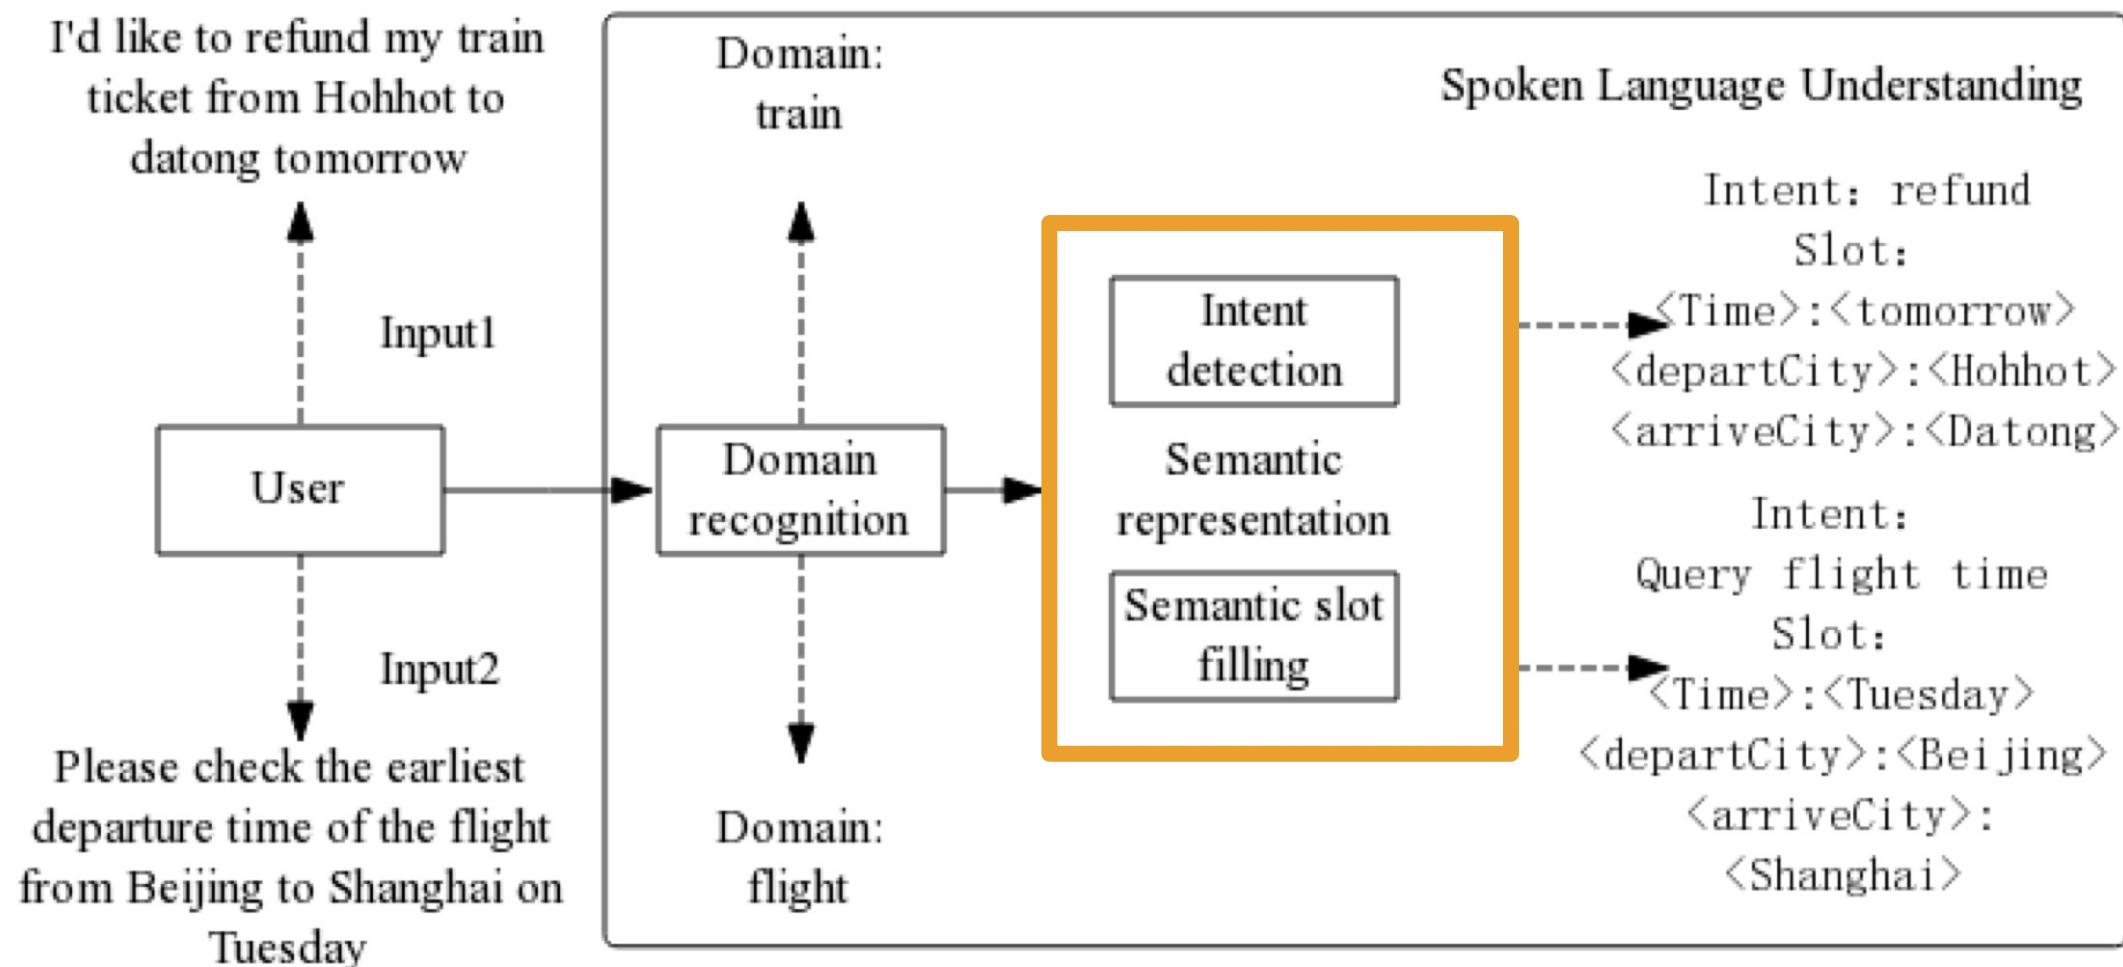 I'd like to refund my train
ticket from Hohhot to
datong tomorrow
Input1
User
Input2
Please check the earliest
departure time of the flight
from Beijing to Shanghai on
Tuesday
Domain:
train
Domain
recognition
Domain:
flight
Intent
detection
Semantic
representation
Semantic slot
filling
Spoken Language Understanding
Intent: refund
Slot:
<Time>:<tomorrow>
<departCity>:<Hohhot>
<arriveCity>:<Datong>
Intent:
Query flight time
Slot:
<Time>:<Tuesday>
<departCity>:<Beijing>
<arriveCity>:
<Shanghai>